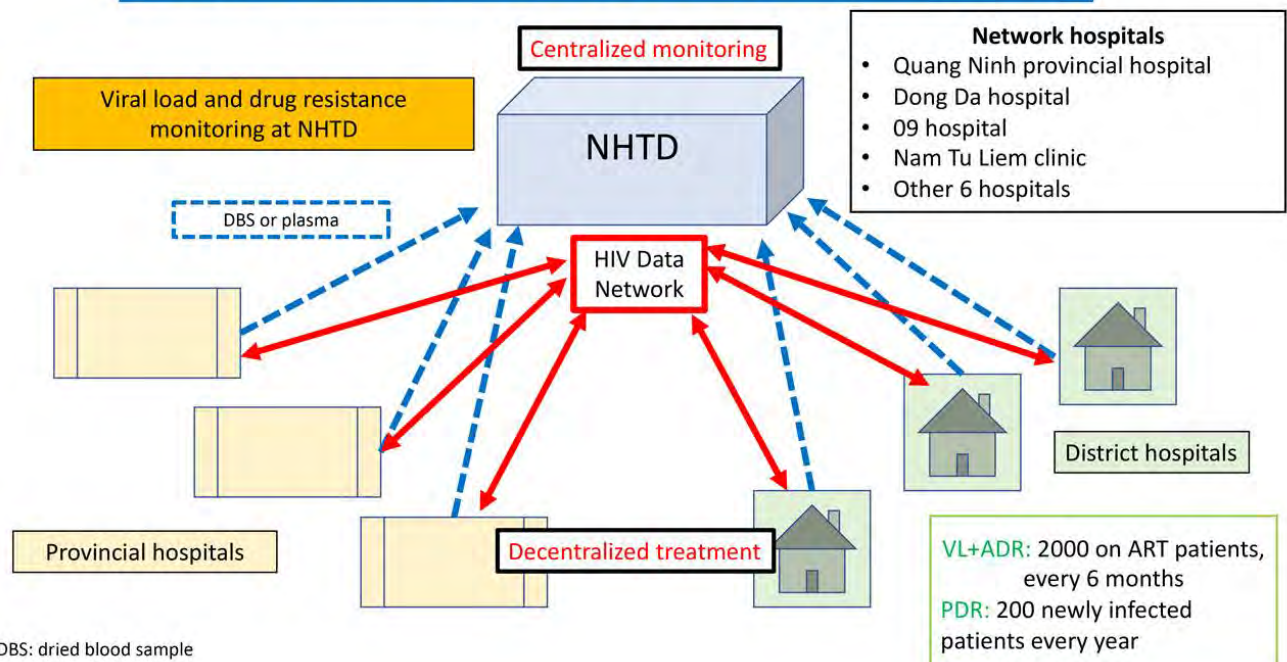 Centralized monitoring
Viral load and drug resistance
monitoring at NHTD
NHTD
Network hospitals
• Quang Ninh provincial hospital
• Dong Da hospital
• 09 hospital
• Nam Tu Liem clinic
• Other 6 hospitals
DBS or plasma
HIV Data
Network
District hospitals
Provincial hospitals
Decentralized treatment
VL+ADR: 2000 on ART patients,
every 6 months
PDR: 200 newly infected
patients every year
DBS: dried blood sample